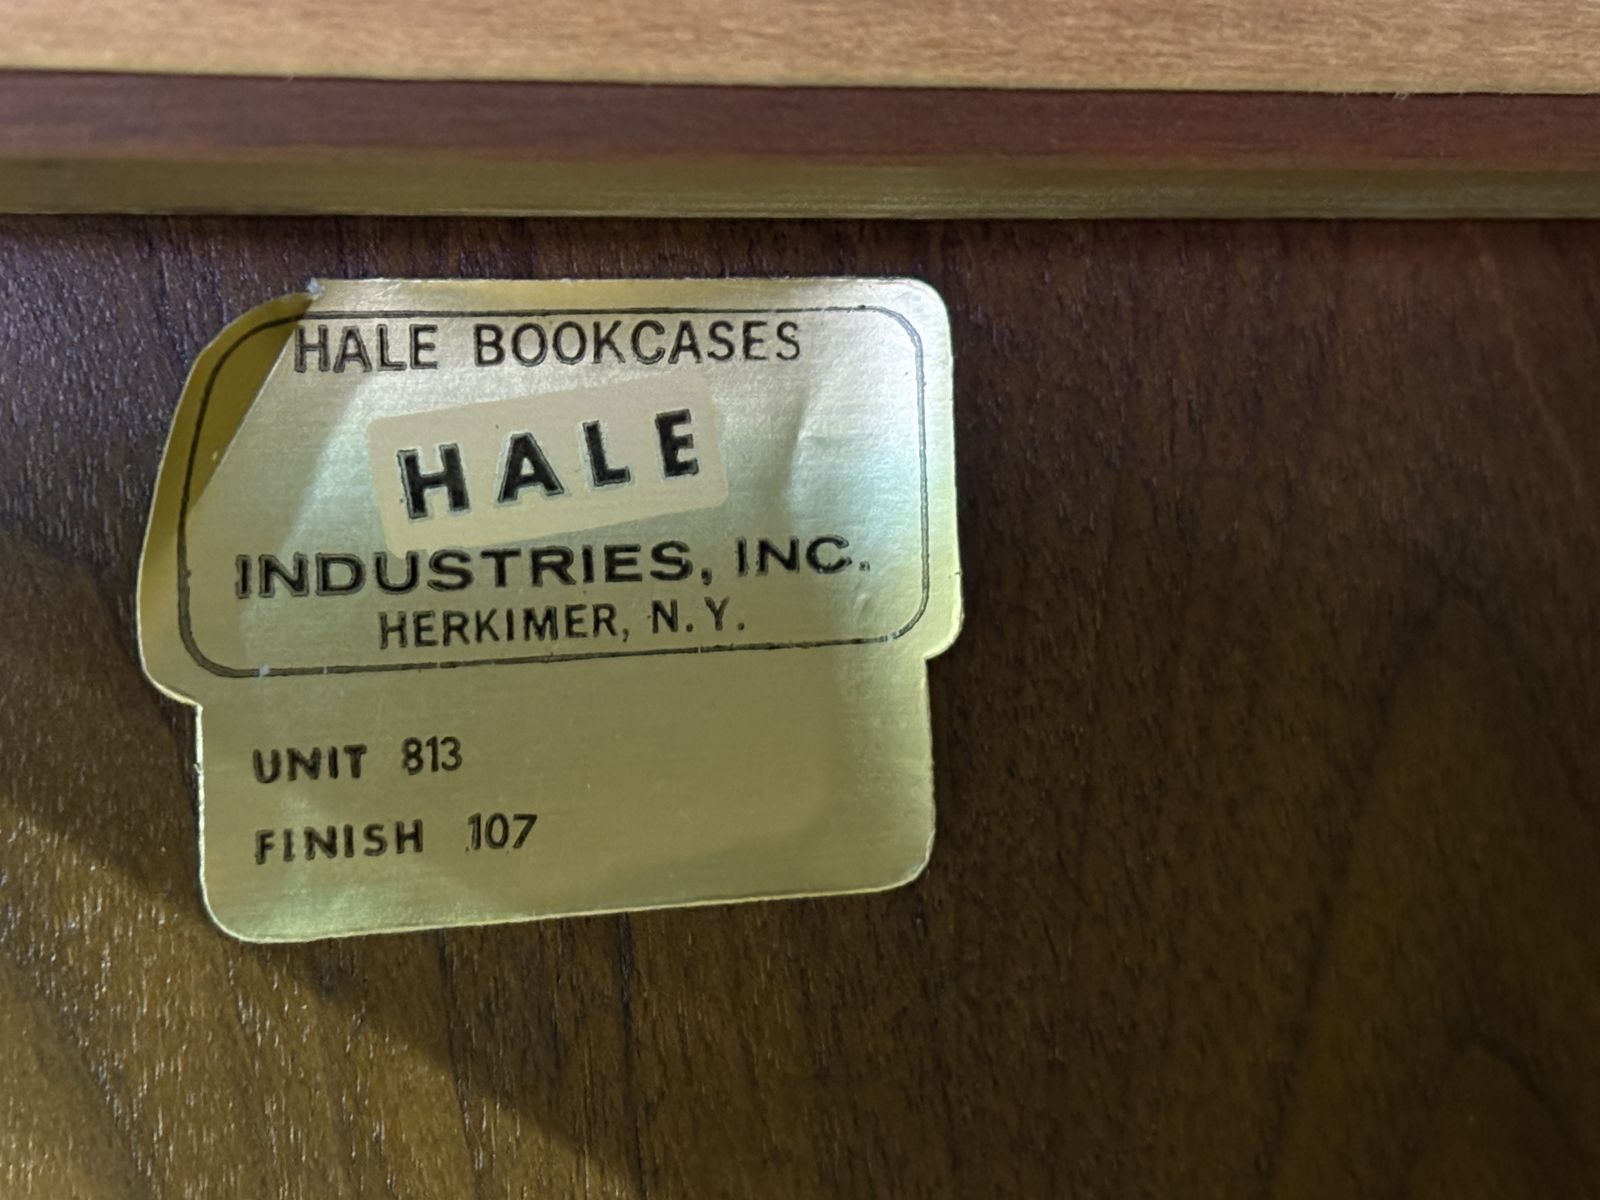 HALE BOOKCASES
HALE
INDUSTRIES, INC.
HERKIMER, N.Y.
UNIT 813
FINISH 107